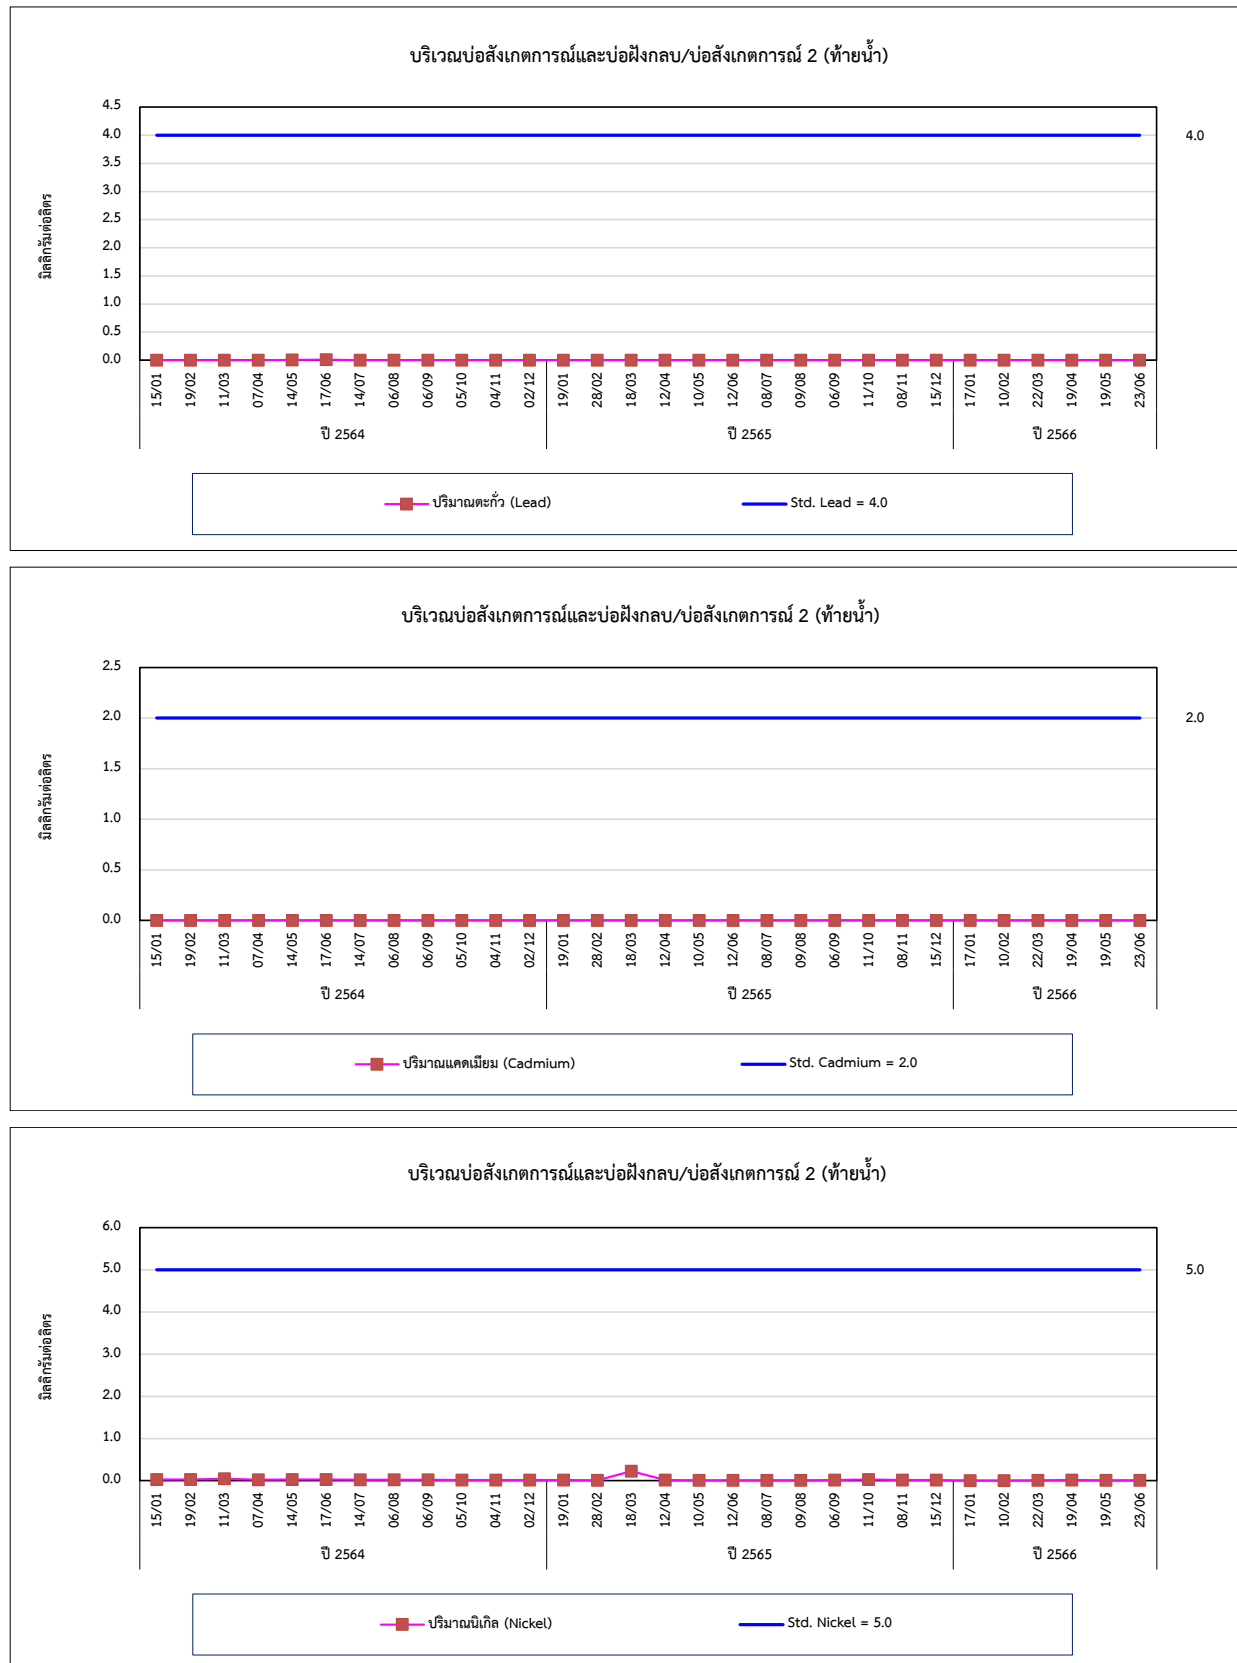 บริเวณบ่อสังเกตการณ์และบ่อฝังกลบ/บ่อสังเกตการณ์ 2 (ท้ายน้ำ)
มิลลิกรัมต่อลิตร
4.5
4.0
3.5
3.0
2.5
2.0
1.5
1.0
0.5
0.0
4.0
15/01 19/02 11/03 07/04 14/05 17/06 14/07 06/08 06/09 05/10 04/11 02/12 19/01 28/02 18/03 12/04 10/05 12/06 08/07 09/08 06/09 11/10 08/11 15/12 17/01 10/02 22/03 19/04 19/05 23/06
ปี 2564 ปี 2565 ปี 2566
ปริมาณตะกั่ว (Lead) Std. Lead = 4.0
บริเวณบ่อสังเกตการณ์และบ่อฝังกลบ/บ่อสังเกตการณ์ 2 (ท้ายน้ำ)
มิลลิกรัมต่อลิตร
2.5
2.0
1.5
1.0
0.5
0.0
2.0
15/01 19/02 11/03 07/04 14/05 17/06 14/07 06/08 06/09 05/10 04/11 02/12 19/01 28/02 18/03 12/04 10/05 12/06 08/07 09/08 06/09 11/10 08/11 15/12 17/01 10/02 22/03 19/04 19/05 23/06
ปี 2564 ปี 2565 ปี 2566
ปริมาณแคดเมียม (Cadmium) Std. Cadmium = 2.0
บริเวณบ่อสังเกตการณ์และบ่อฝังกลบ/บ่อสังเกตการณ์ 2 (ท้ายน้ำ)
มิลลิกรัมต่อลิตร
6.0
5.0
4.0
3.0
2.0
1.0
0.0
5.0
15/01 19/02 11/03 07/04 14/05 17/06 14/07 06/08 06/09 05/10 04/11 02/12 19/01 28/02 18/03 12/04 10/05 12/06 08/07 09/08 06/09 11/10 08/11 15/12 17/01 10/02 22/03 19/04 19/05 23/06
ปี 2564 ปี 2565 ปี 2566
ปริมาณนิเกิล (Nickel) Std. Nickel = 5.0